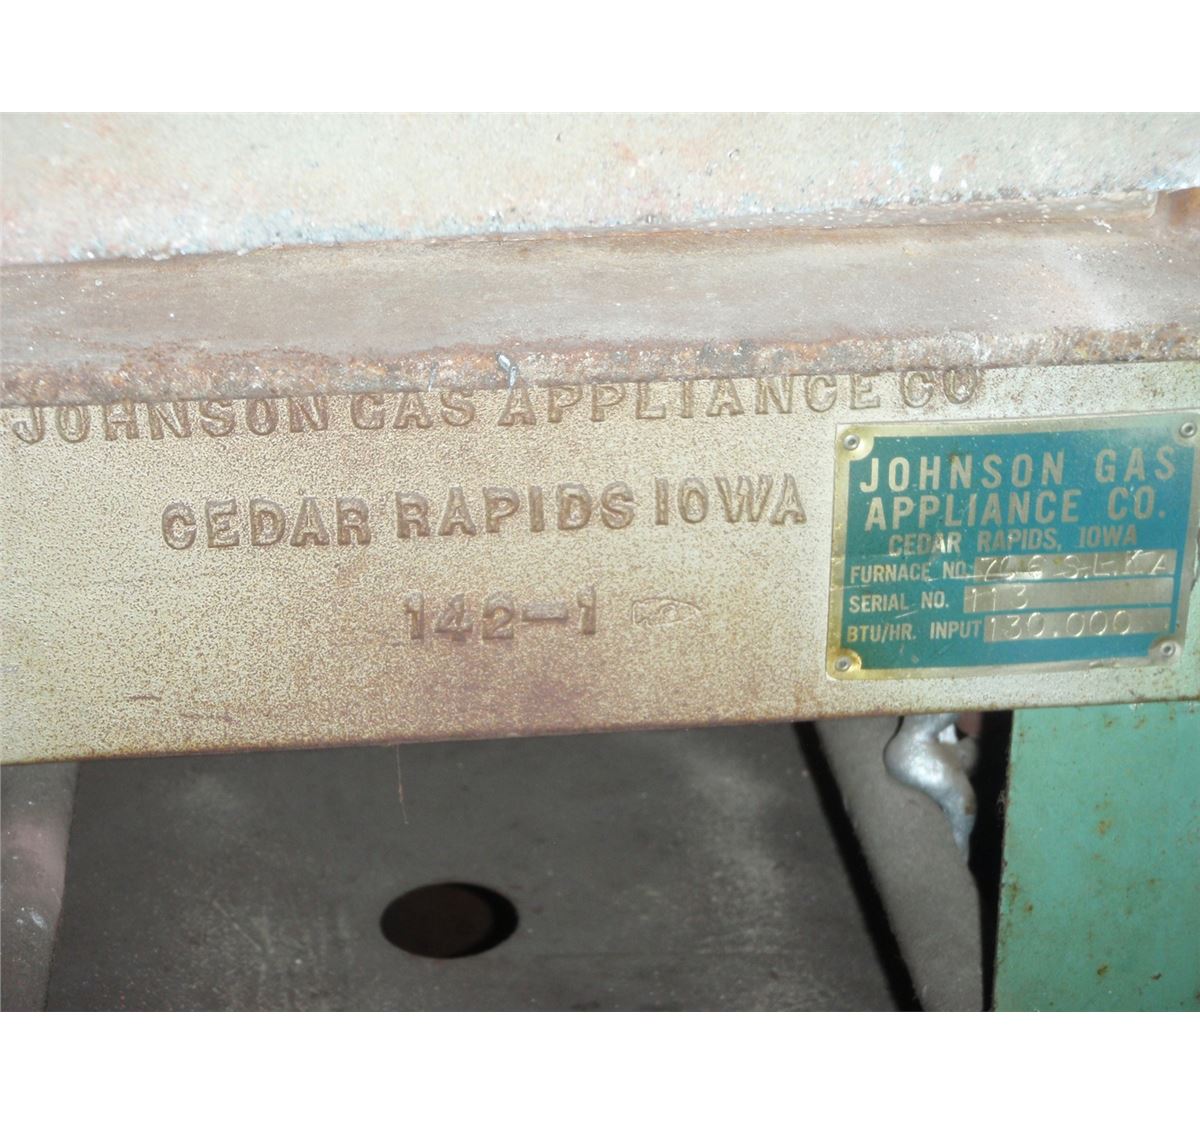 JOHNSON GAS APPLIANCE CO
CEDAR RAPIDS IOWA
142-1
JOHNSON GAS
APPLIANCE CO.
CEDAR RAPIDS, IOWA
FURNACE NO.
SERIAL NO. 113
BTU/HR. INPUT 130.000